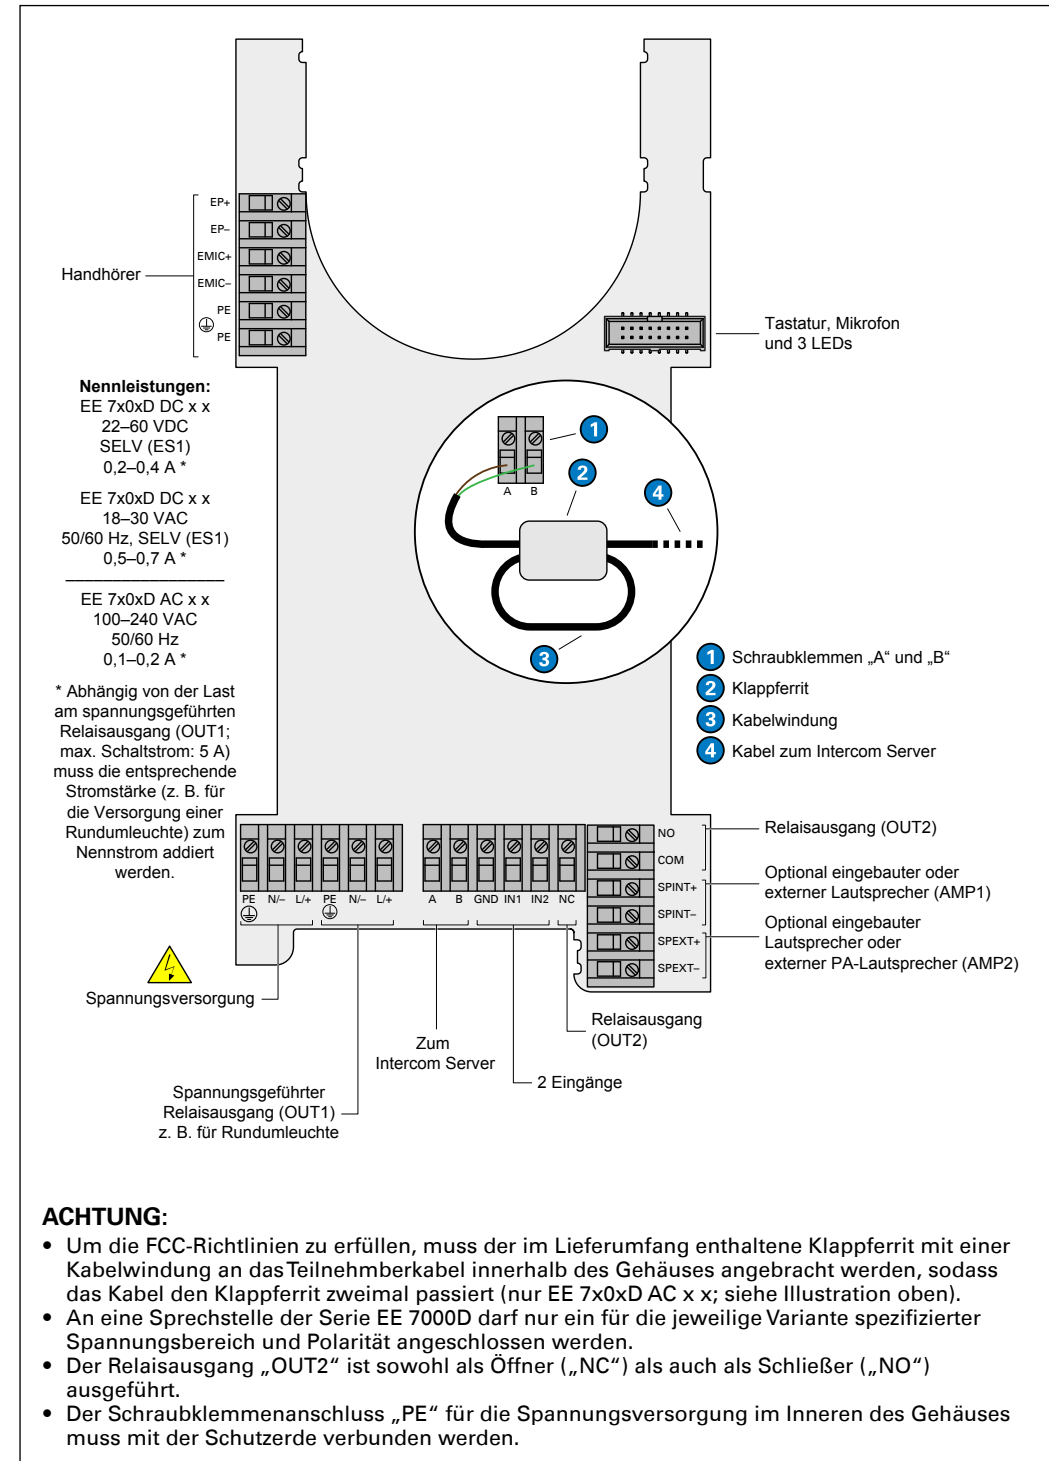 EP+
EP–
EMIC+
EMIC–
PE
PE
Handhörer
Tastatur, Mikrofon
und 3 LEDs
Nennleistungen:
EE 7x0xD DC x x
22–60 VDC
SELV (ES1)
0,2–0,4 A *
EE 7x0xD DC x x
18–30 VAC
50/60 Hz, SELV (ES1)
0,5–0,7 A *
EE 7x0xD AC x x
100–240 VAC
50/60 Hz
0,1–0,2 A *
* Abhängig von der Last
am spannungsgeführten
Relaisausgang (OUT1;
max. Schaltstrom: 5 A)
muss die entsprechende
Stromstärke (z. B. für
die Versorgung einer
Rundumleuchte) zum
Nennstrom addiert
werden.
1
2
4
A B
3
1 Schraubklemmen „A“ und „B“
2 Klappferrit
3 Kabelwindung
4 Kabel zum Intercom Server
NO
COM
SPINT+
SPINT–
SPEXT+
SPEXT–
Relaisausgang (OUT2)
Optional eingebauter oder
externer Lautsprecher (AMP1)
Optional eingebauter
Lautsprecher oder
externer PA-Lautsprecher (AMP2)
PE N/– L/+ PE N/– L/+ A B GND IN1 IN2 NC
Spannungsversorgung
Zum
Intercom Server
Relaisausgang
(OUT2)
2 Eingänge
Spannungsgeführter
Relaisausgang (OUT1)
z. B. für Rundumleuchte
ACHTUNG:
• Um die FCC-Richtlinien zu erfüllen, muss der im Lieferumfang enthaltene Klappferrit mit einer
Kabelwindung an das Teilnehmberkabel innerhalb des Gehäuses angebracht werden, sodass
das Kabel den Klappferrit zweimal passiert (nur EE 7x0xD AC x x; siehe Illustration oben).
• An eine Sprechstelle der Serie EE 7000D darf nur ein für die jeweilige Variante spezifizierter
Spannungsbereich und Polarität angeschlossen werden.
• Der Relaisausgang „OUT2“ ist sowohl als Öffner („NC“) als auch als Schließer („NO“)
ausgeführt.
• Der Schraubklemmenanschluss „PE“ für die Spannungsversorgung im Inneren des Gehäuses
muss mit der Schutzerde verbunden werden.